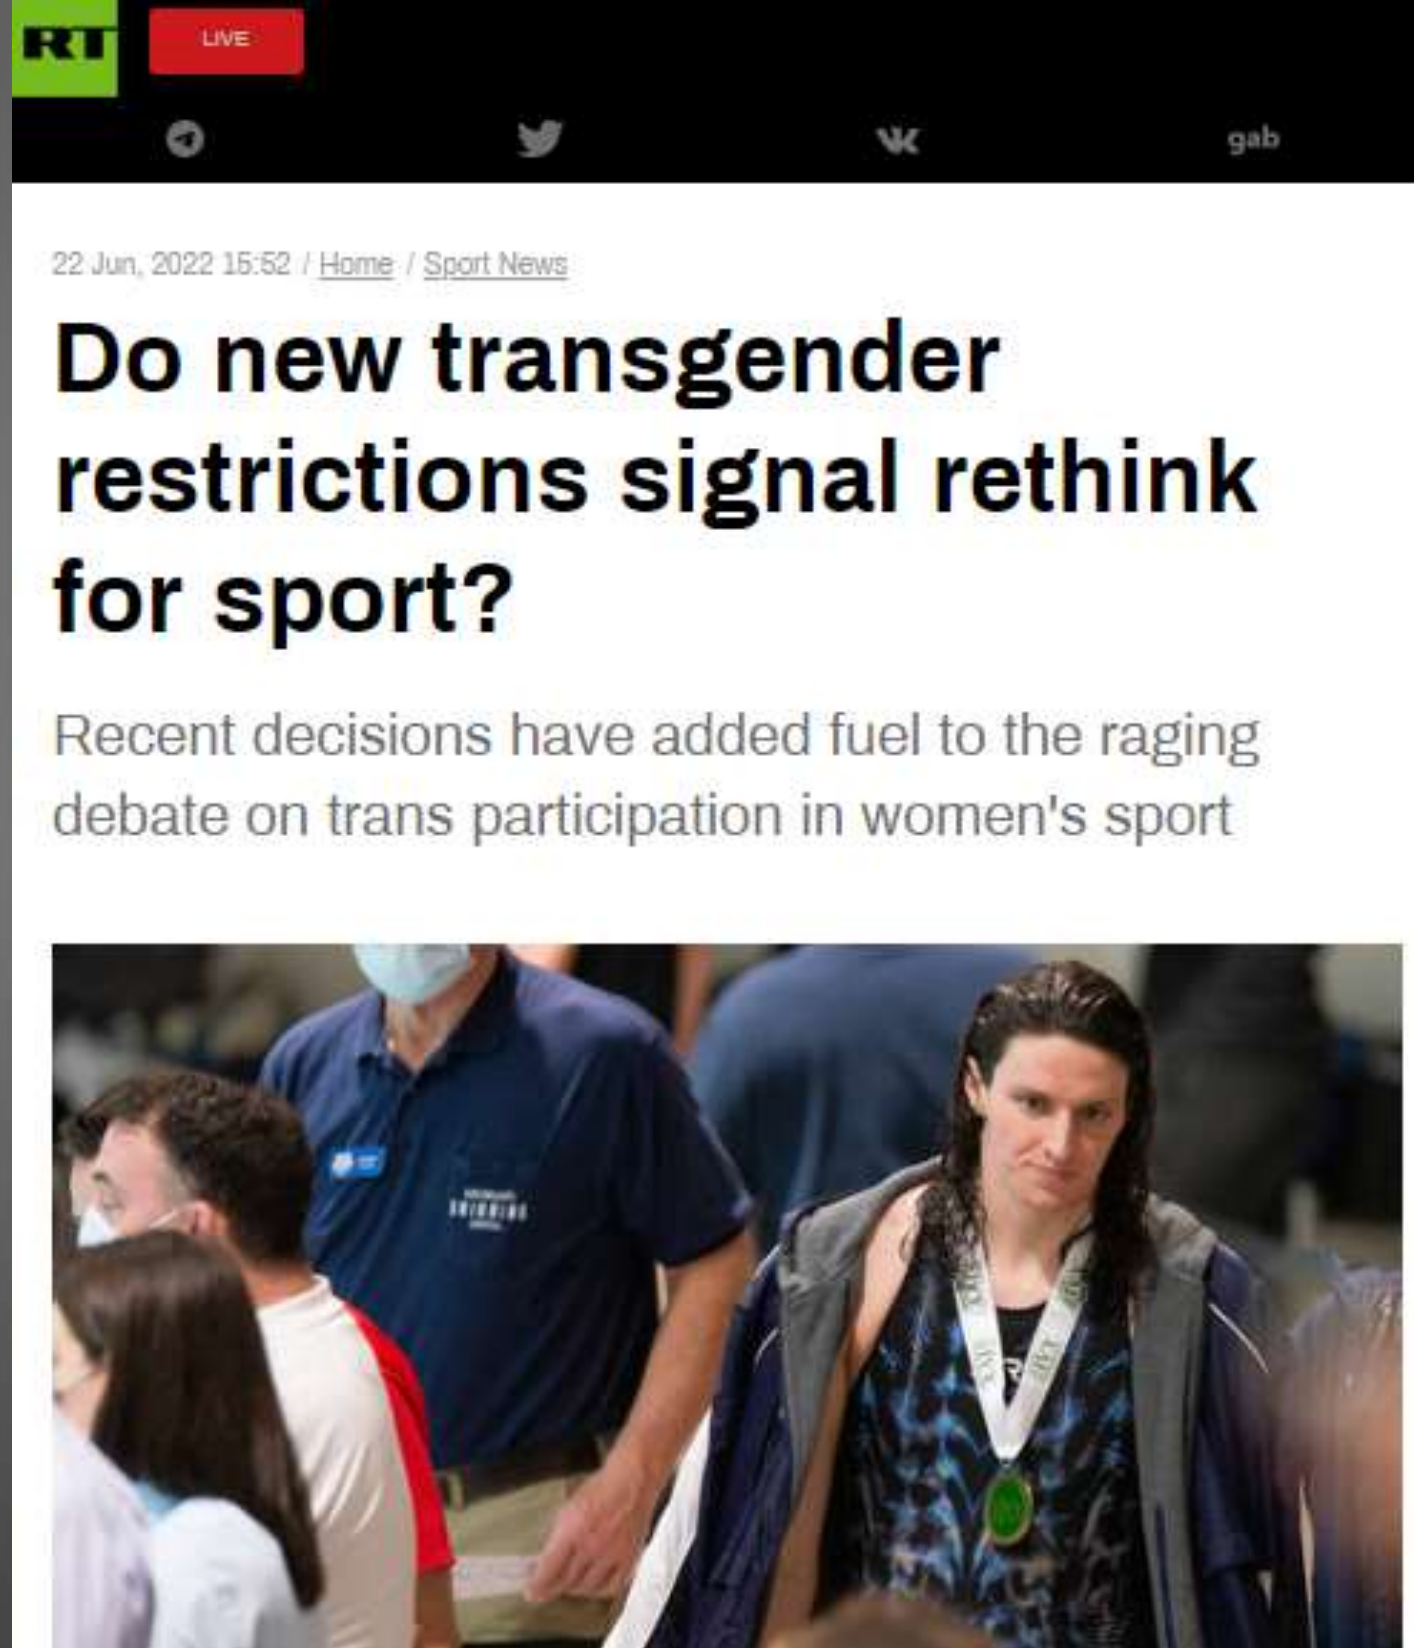 RT
LIVE
gab
22 Jun, 2022 15:52 / Home / Sport News
Do new transgender
restrictions signal rethink
for sport?
Recent decisions have added fuel to the raging
debate on trans participation in women's sport